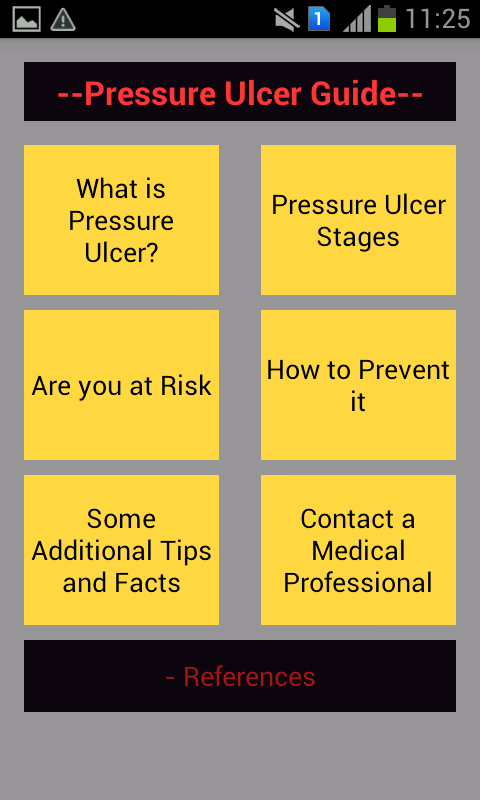 1
11:25
--Pressure Ulcer Guide--
What is
Pressure
Ulcer?
Pressure Ulcer
Stages
Are you at Risk
How to Prevent
it
Some
Additional Tips
and Facts
Contact a
Medical
Professional
- References